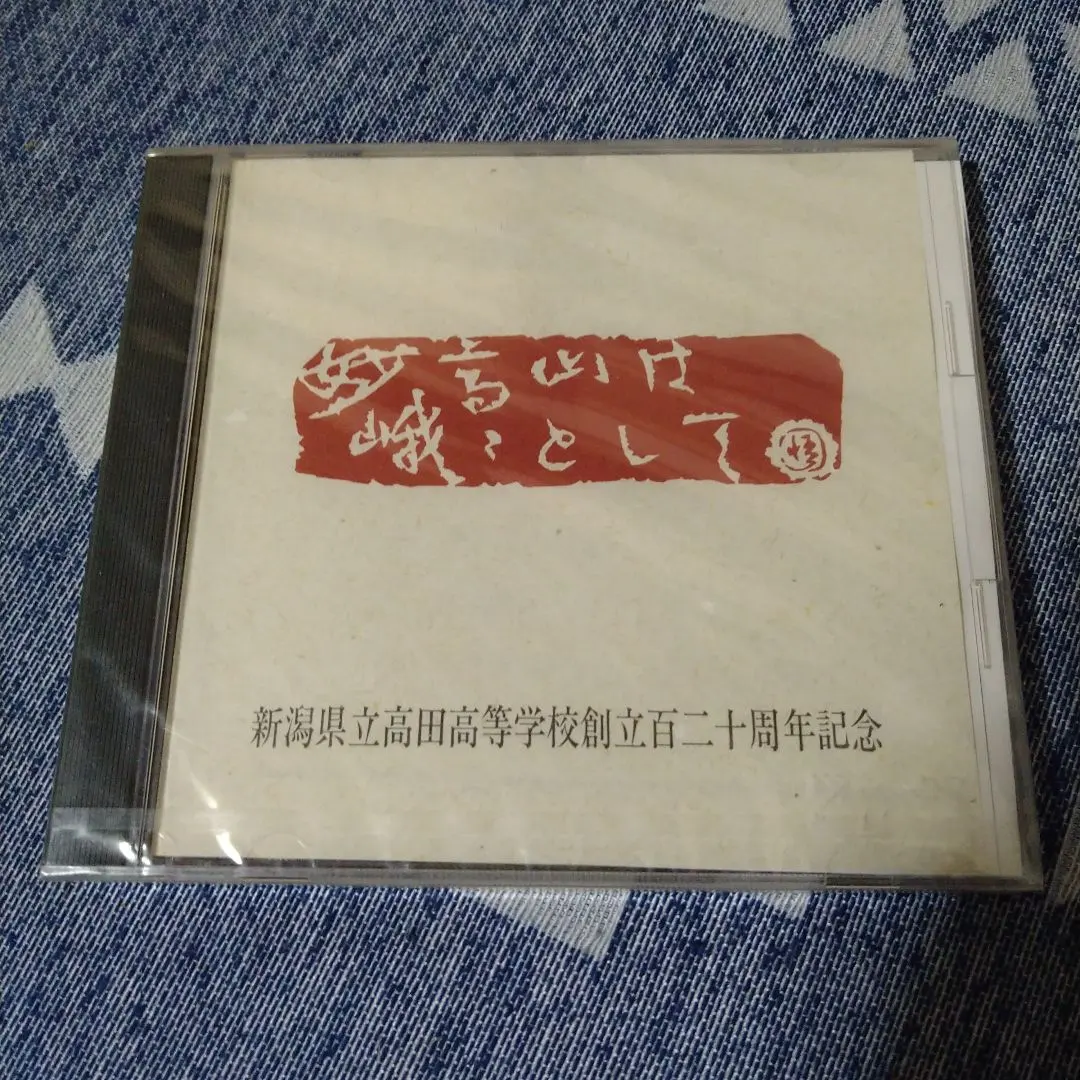 妙高山は
峨々として
新潟県立高田高等学校創立百二十周年記念